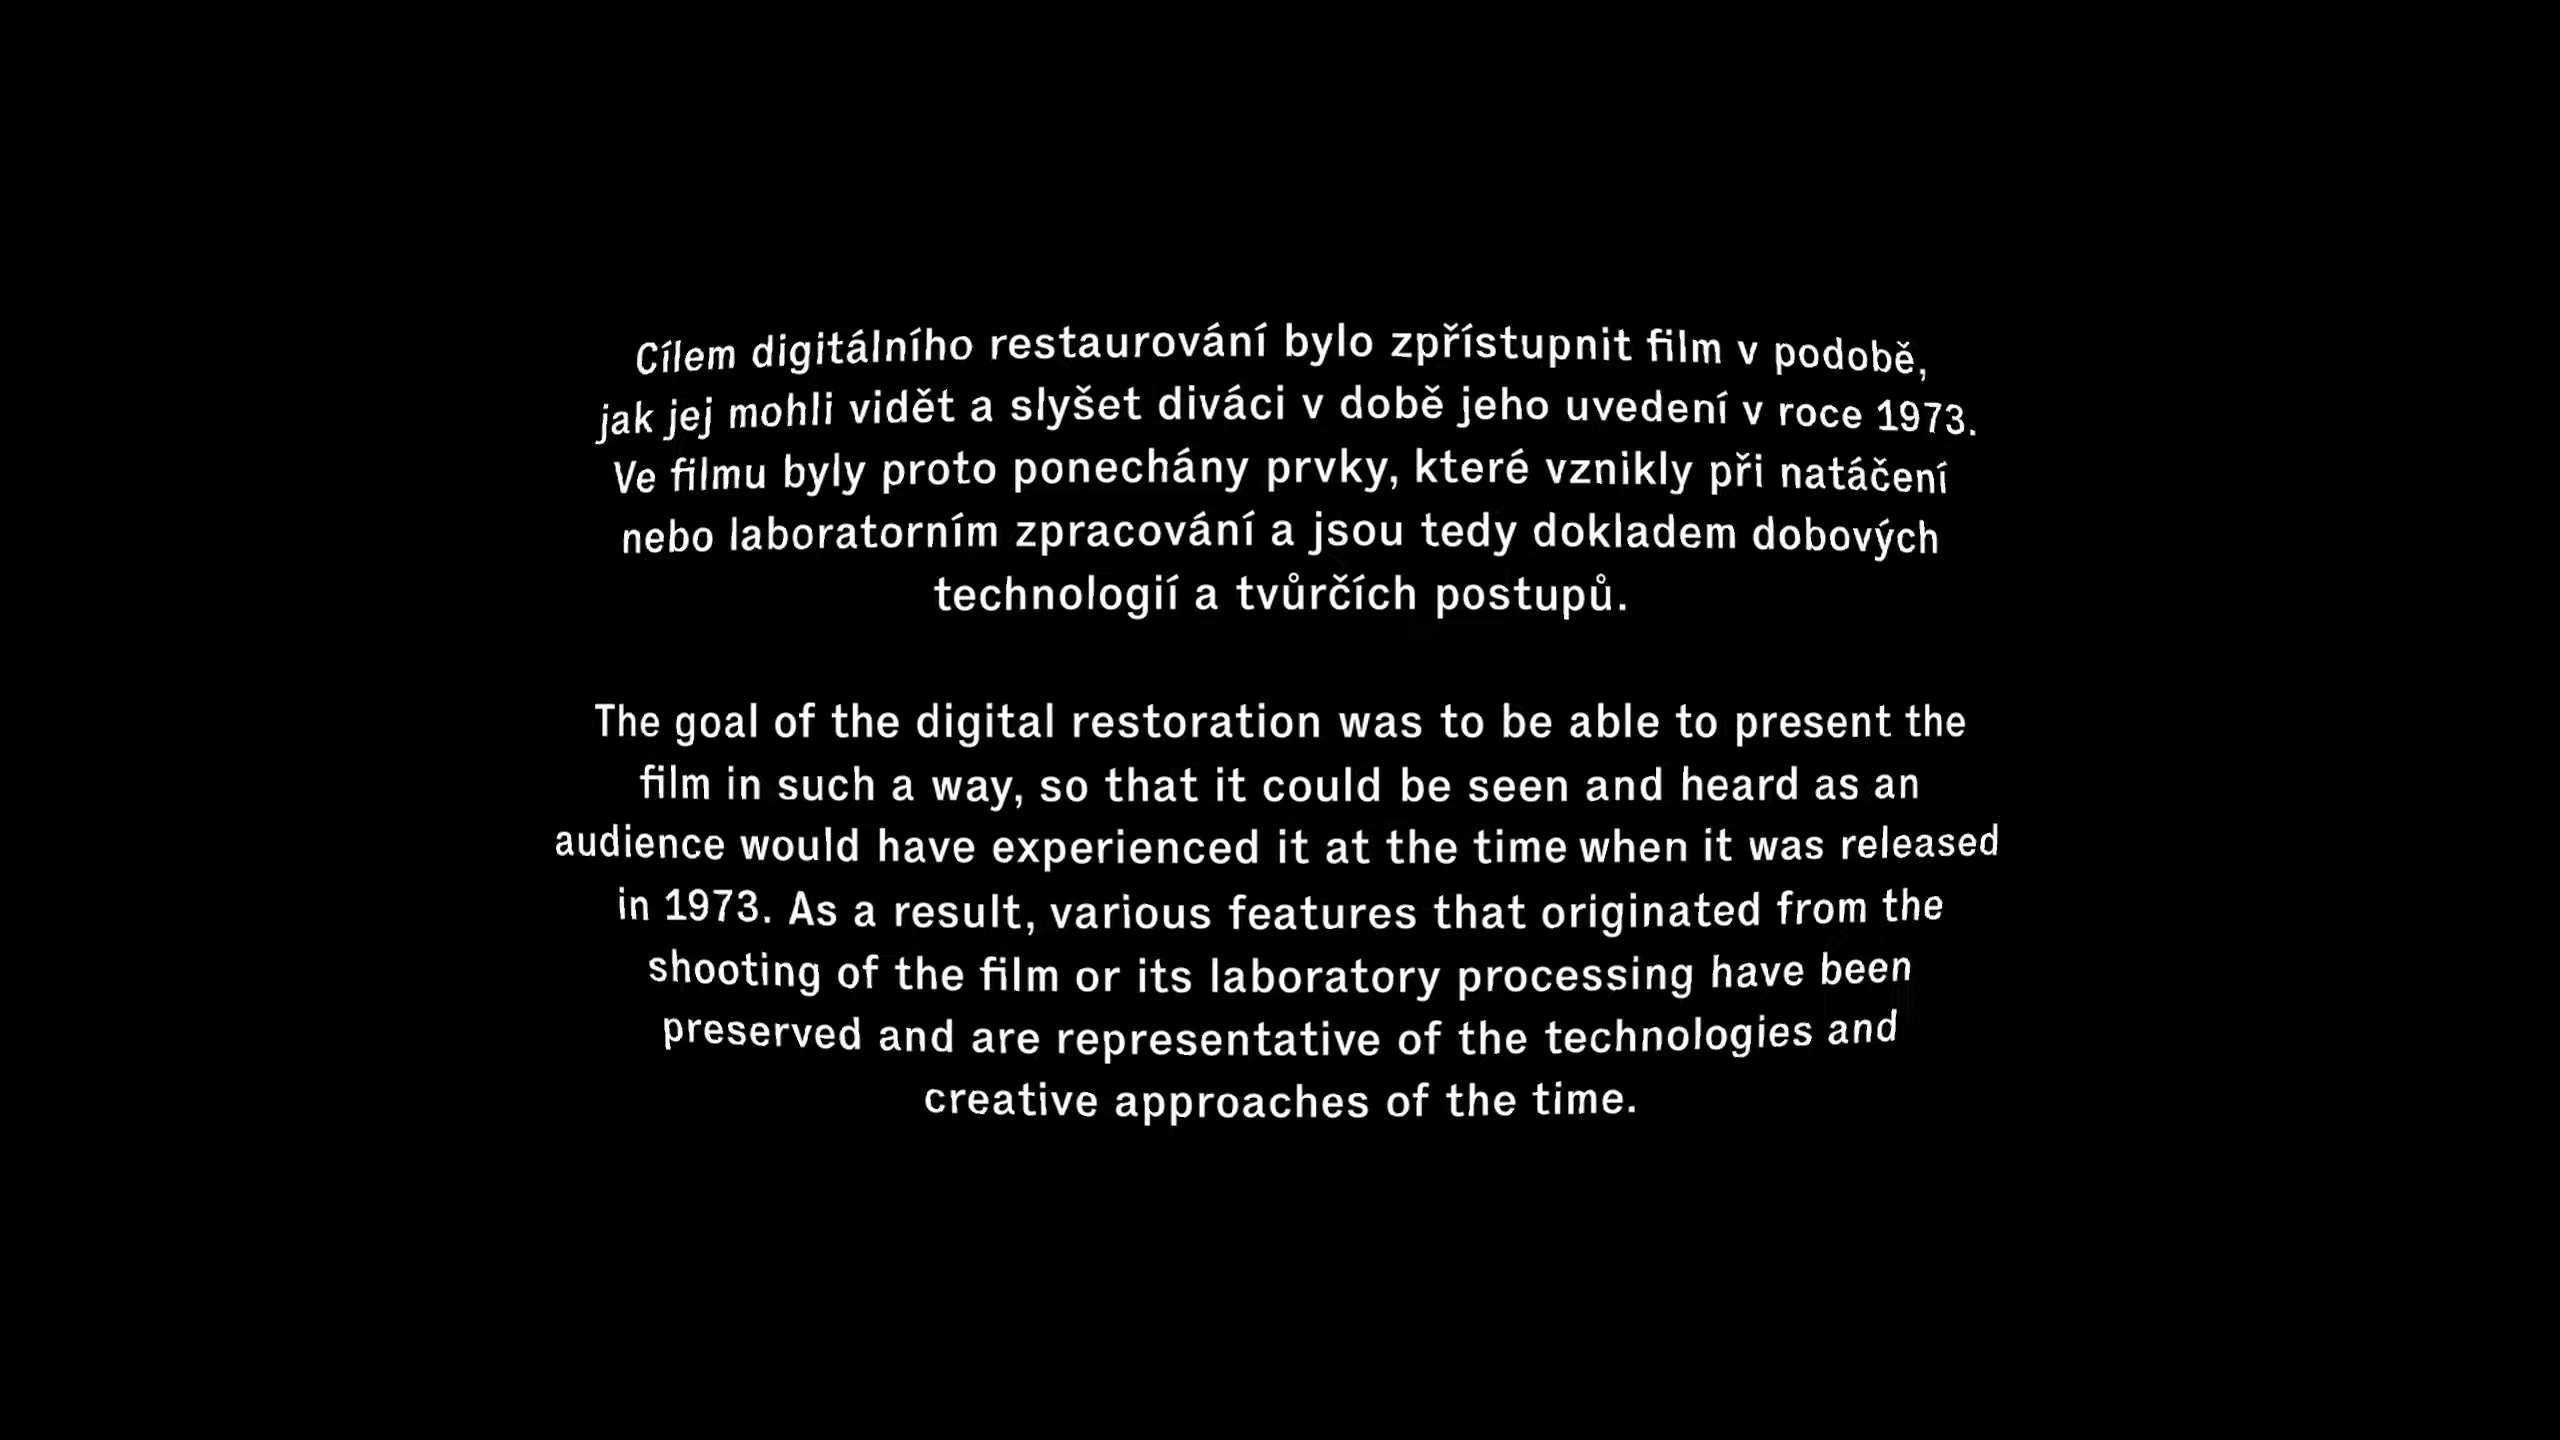 Cílem digitálního restaurování bylo zpřístupnit film v podobě,
jak jej mohli vidět a slyšet diváci v době jeho uvedení v roce 1973.
Ve filmu byly proto ponechány prvky, které vznikly při natáčení
nebo laboratorním zpracování a jsou tedy dokladem dobových
technologií a tvůrčích postupů.
The goal of the digital restoration was to be able to present the
film in such a way, so that it could be seen and heard as an
audience would have experienced it at the time when it was released
in 1973. As a result, various features that originated from the
shooting of the film or its laboratory processing have been
preserved and are representative of the technologies and
creative approaches of the time.